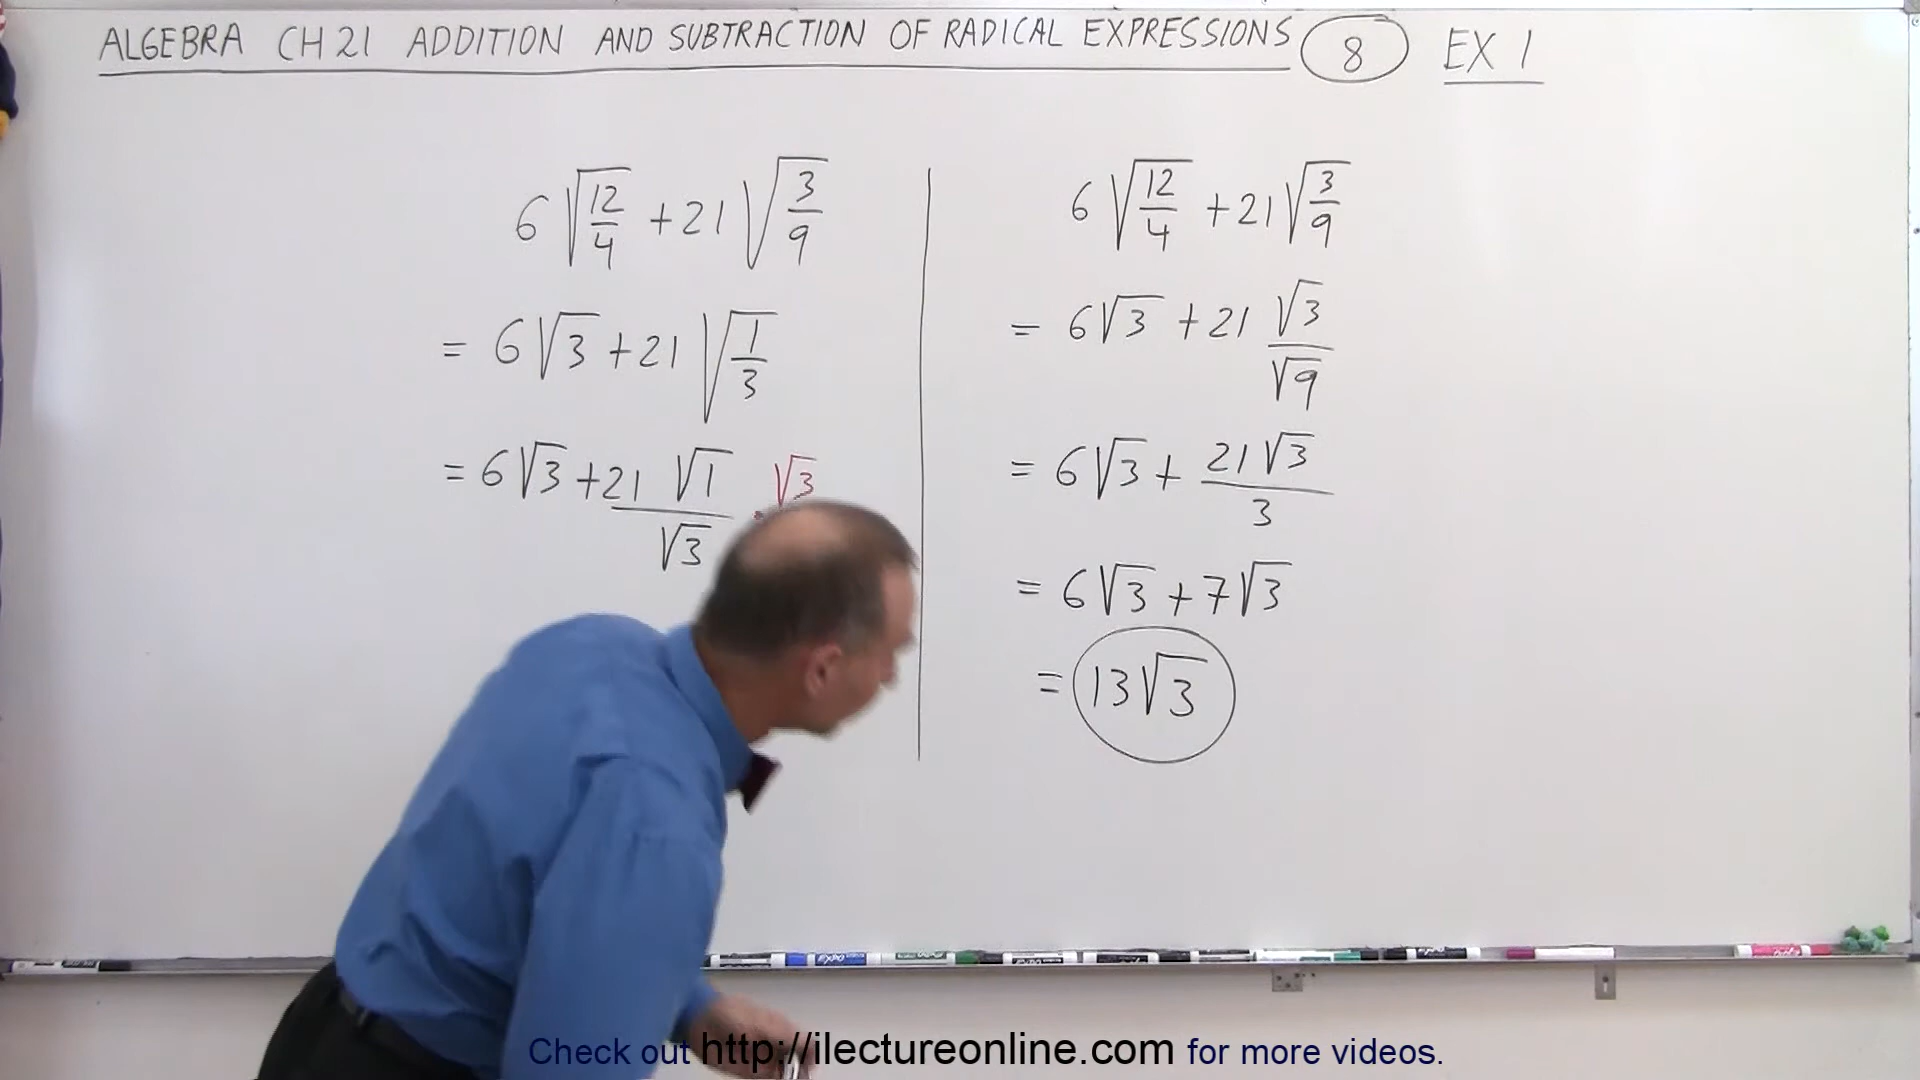 ALGEBRA CH 21 ADDITION AND SUBTRACTION OF RADICAL EXPRESSIONS 8 EX 1
6√(12/4) + 21√(3/9)
= 6√3 + 21√(1/3)
= 6√3 + 21 √1/√3 · √3
6√(12/4) + 21√(3/9)
= 6√3 + 21 √3/√9
= 6√3 + 21√3/3
= 6√3 + 7√3
= 13√3
Check out http://ilectureonline.com for more videos.